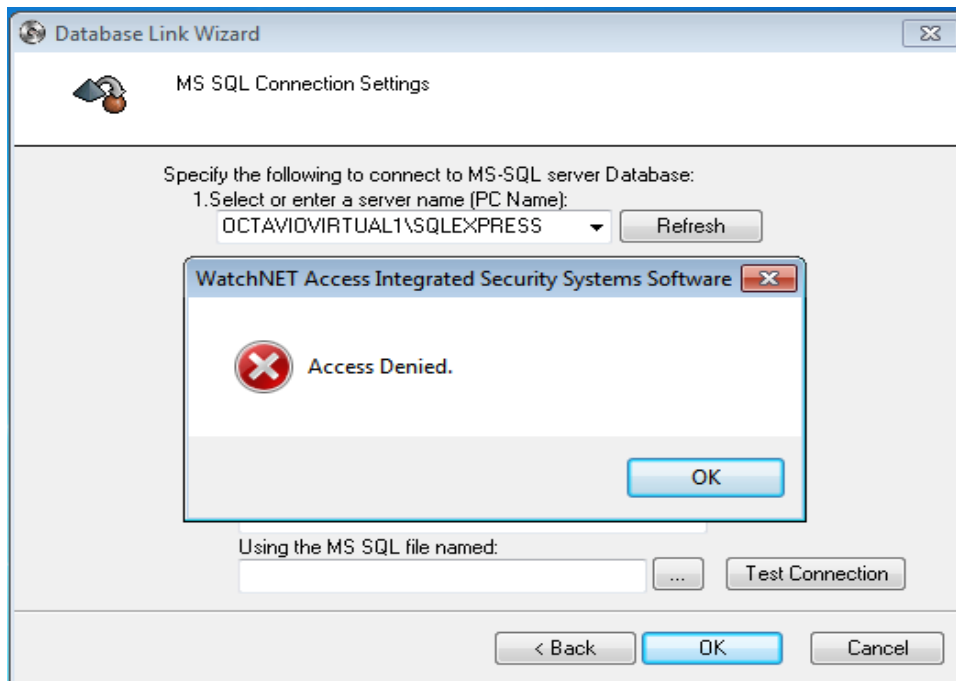 Database Link Wizard
MS SQL Connection Settings
Specify the following to connect to MS-SQL server Database:
1.Select or enter a server name (PC Name):
OCTAVIOVIRTUAL1\SQLEXPRESS
Refresh
WatchNET Access Integrated Security Systems Software
Access Denied.
OK
Using the MS SQL file named:
...
Test Connection
< Back
OK
Cancel